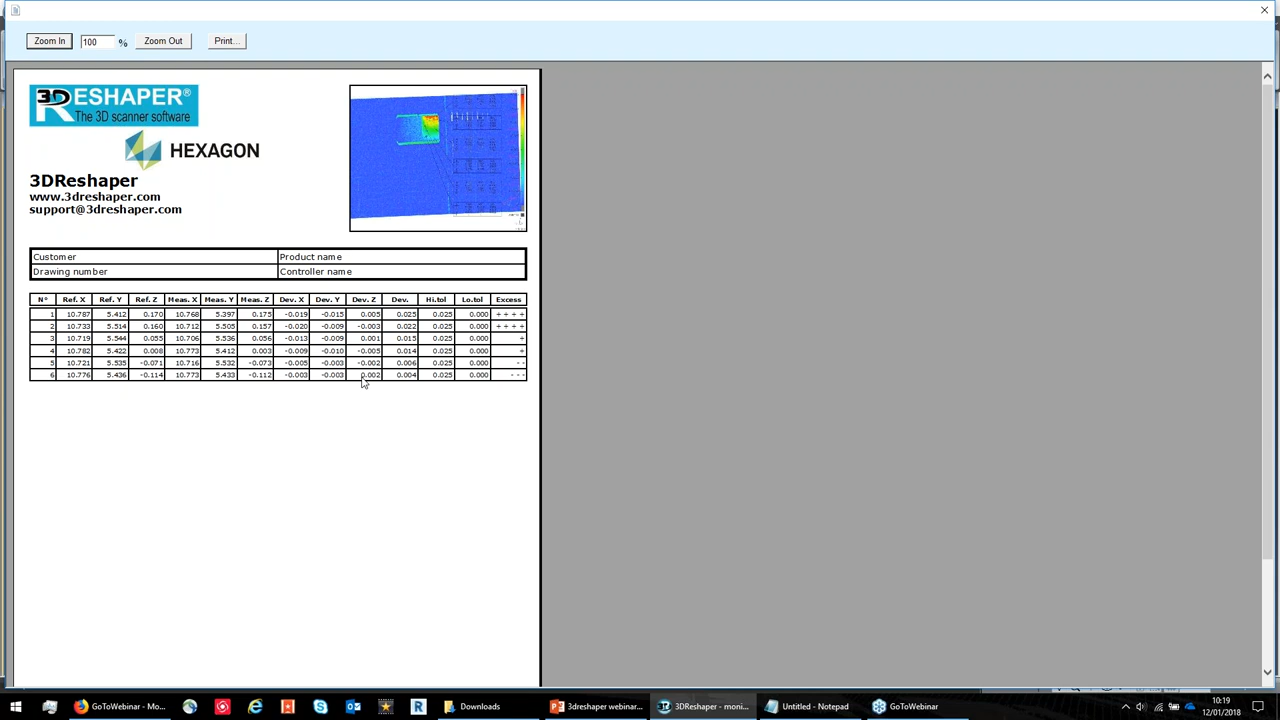 Zoom In 100 % Zoom Out Print...
3DRESHAPER®
The 3D scanner software
HEXAGON
3DReshaper
www.3dreshaper.com
support@3dreshaper.com
Customer Product name
Drawing number Controller name
N° Ref. X Ref. Y Ref. Z Meas. X Meas. Y Meas. Z Dev. X Dev. Y Dev. Z Dev. Hi.tol Lo.tol Excess
1 10.787 5.412 0.170 10.768 5.397 0.175 -0.019 -0.015 0.005 0.025 0.025 0.000 + + + +
2 10.733 5.514 0.160 10.712 5.505 0.157 -0.020 -0.009 -0.003 0.022 0.025 0.000 + + + +
3 10.719 5.544 0.055 10.706 5.536 0.056 -0.013 -0.009 0.001 0.015 0.025 0.000 +
4 10.782 5.422 0.008 10.773 5.412 0.003 -0.005 -0.010 -0.005 0.014 0.025 0.000 +
5 10.721 5.535 -0.071 10.716 5.532 -0.073 -0.005 -0.003 -0.002 0.006 0.025 0.000 - -
6 10.776 5.436 -0.114 10.773 5.433 -0.112 -0.003 -0.003 0.002 0.004 0.025 0.000 - - -
GoToWebinar - Mo... Downloads 3dreshaper webinar... 3DReshaper - moni... Untitled - Notepad GoToWebinar 10:19
12/01/2018